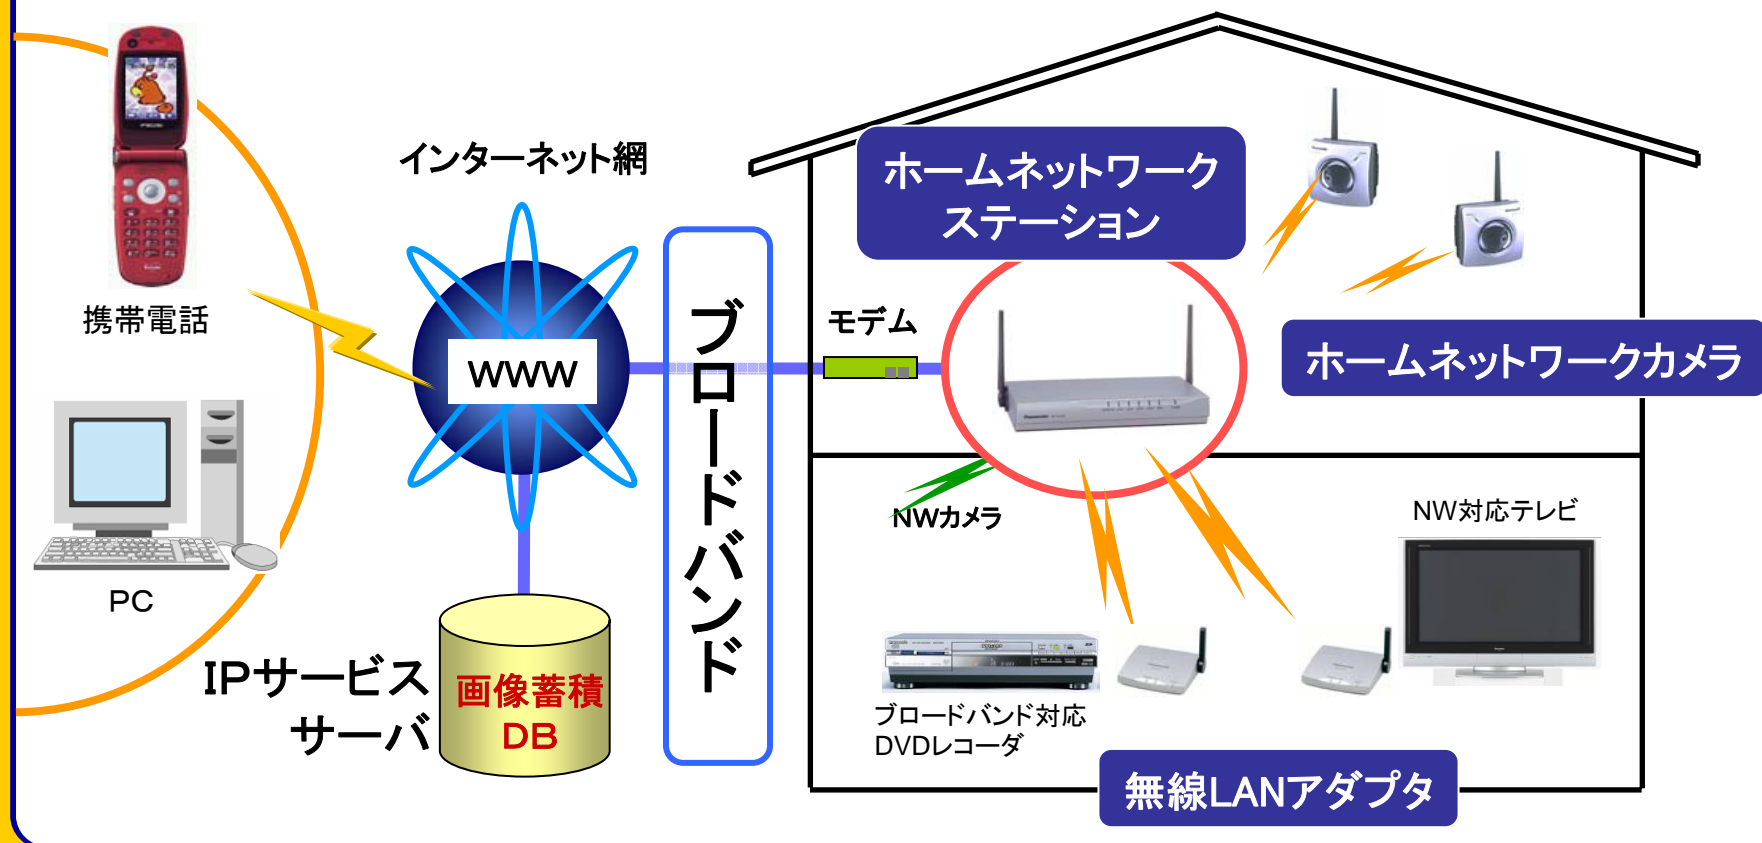 インターネット網
携帯電話
PC
WWW
IPサービス
サーバ
画像蓄積
DB
ブロードバンド
モデム
ホームネットワーク
ステーション
ホームネットワークカメラ
NWカメラ
NW対応テレビ
ブロードバンド対応
DVDレコーダ
無線LANアダプタ